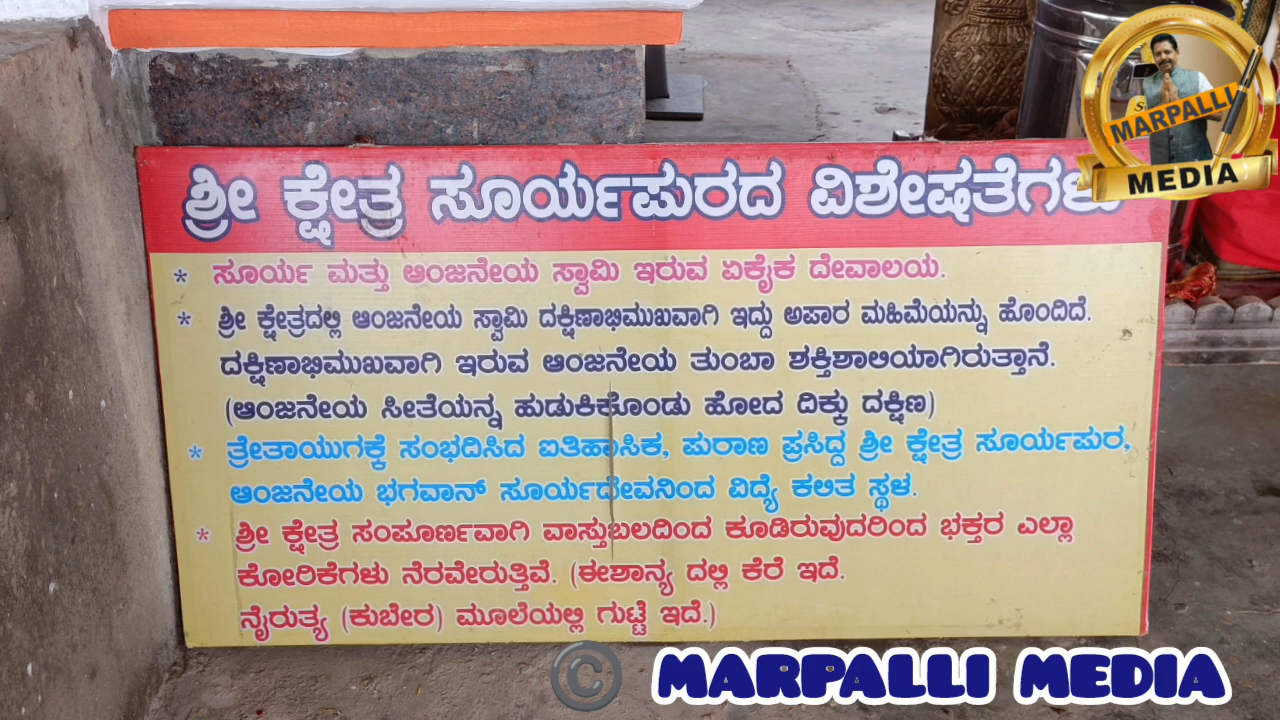 ಶ್ರೀ ಕ್ಷೇತ್ರ ಸೂರ್ಯಪುರದ ವಿಶೇಷತೆಗಳು
* ಸೂರ್ಯ ಮತ್ತು ಆಂಜನೇಯ ಸ್ವಾಮಿ ಇರುವ ಏಕೈಕ ದೇವಾಲಯ.
* ಶ್ರೀ ಕ್ಷೇತ್ರದಲ್ಲಿ ಆಂಜನೇಯ ಸ್ವಾಮಿ ದಕ್ಷಿಣಾಭಿಮುಖವಾಗಿ ಇದ್ದು ಅಪಾರ ಮಹಿಮೆಯನ್ನು ಹೊಂದಿದೆ.
ದಕ್ಷಿಣಾಭಿಮುಖವಾಗಿ ಇರುವ ಆಂಜನೇಯ ತುಂಬಾ ಶಕ್ತಿಶಾಲಿಯಾಗಿರುತ್ತಾನೆ.
(ಆಂಜನೇಯ ಸೀತೆಯನ್ನ ಹುಡುಕಿಕೊಂಡು ಹೋದ ದಿಕ್ಕು ದಕ್ಷಿಣ)
* ತ್ರೇತಾಯುಗಕ್ಕೆ ಸಂಭದಿಸಿದ ಐತಿಹಾಸಿಕ, ಪುರಾಣ ಪ್ರಸಿದ್ದ ಶ್ರೀ ಕ್ಷೇತ್ರ ಸೂರ್ಯಪುರ,
ಆಂಜನೇಯ ಭಗವಾನ್ ಸೂರ್ಯದೇವನಿಂದ ವಿದ್ಯೆ ಕಲಿತ ಸ್ಥಳ.
* ಶ್ರೀ ಕ್ಷೇತ್ರ ಸಂಪೂರ್ಣವಾಗಿ ವಾಸ್ತುಬಲದಿಂದ ಕೂಡಿರುವುದರಿಂದ ಭಕ್ತರ ಎಲ್ಲಾ
ಕೋರಿಕೆಗಳು ನೆರವೇರುತ್ತಿವೆ. (ಈಶಾನ್ಯ ದಲ್ಲಿ ಕೆರೆ ಇದೆ.
ನೈರುತ್ಯ (ಕುಬೇರ) ಮೂಲೆಯಲ್ಲಿ ಗುಟ್ಟೆ ಇದೆ.)
MARPALLI
MEDIA
© MARPALLI MEDIA